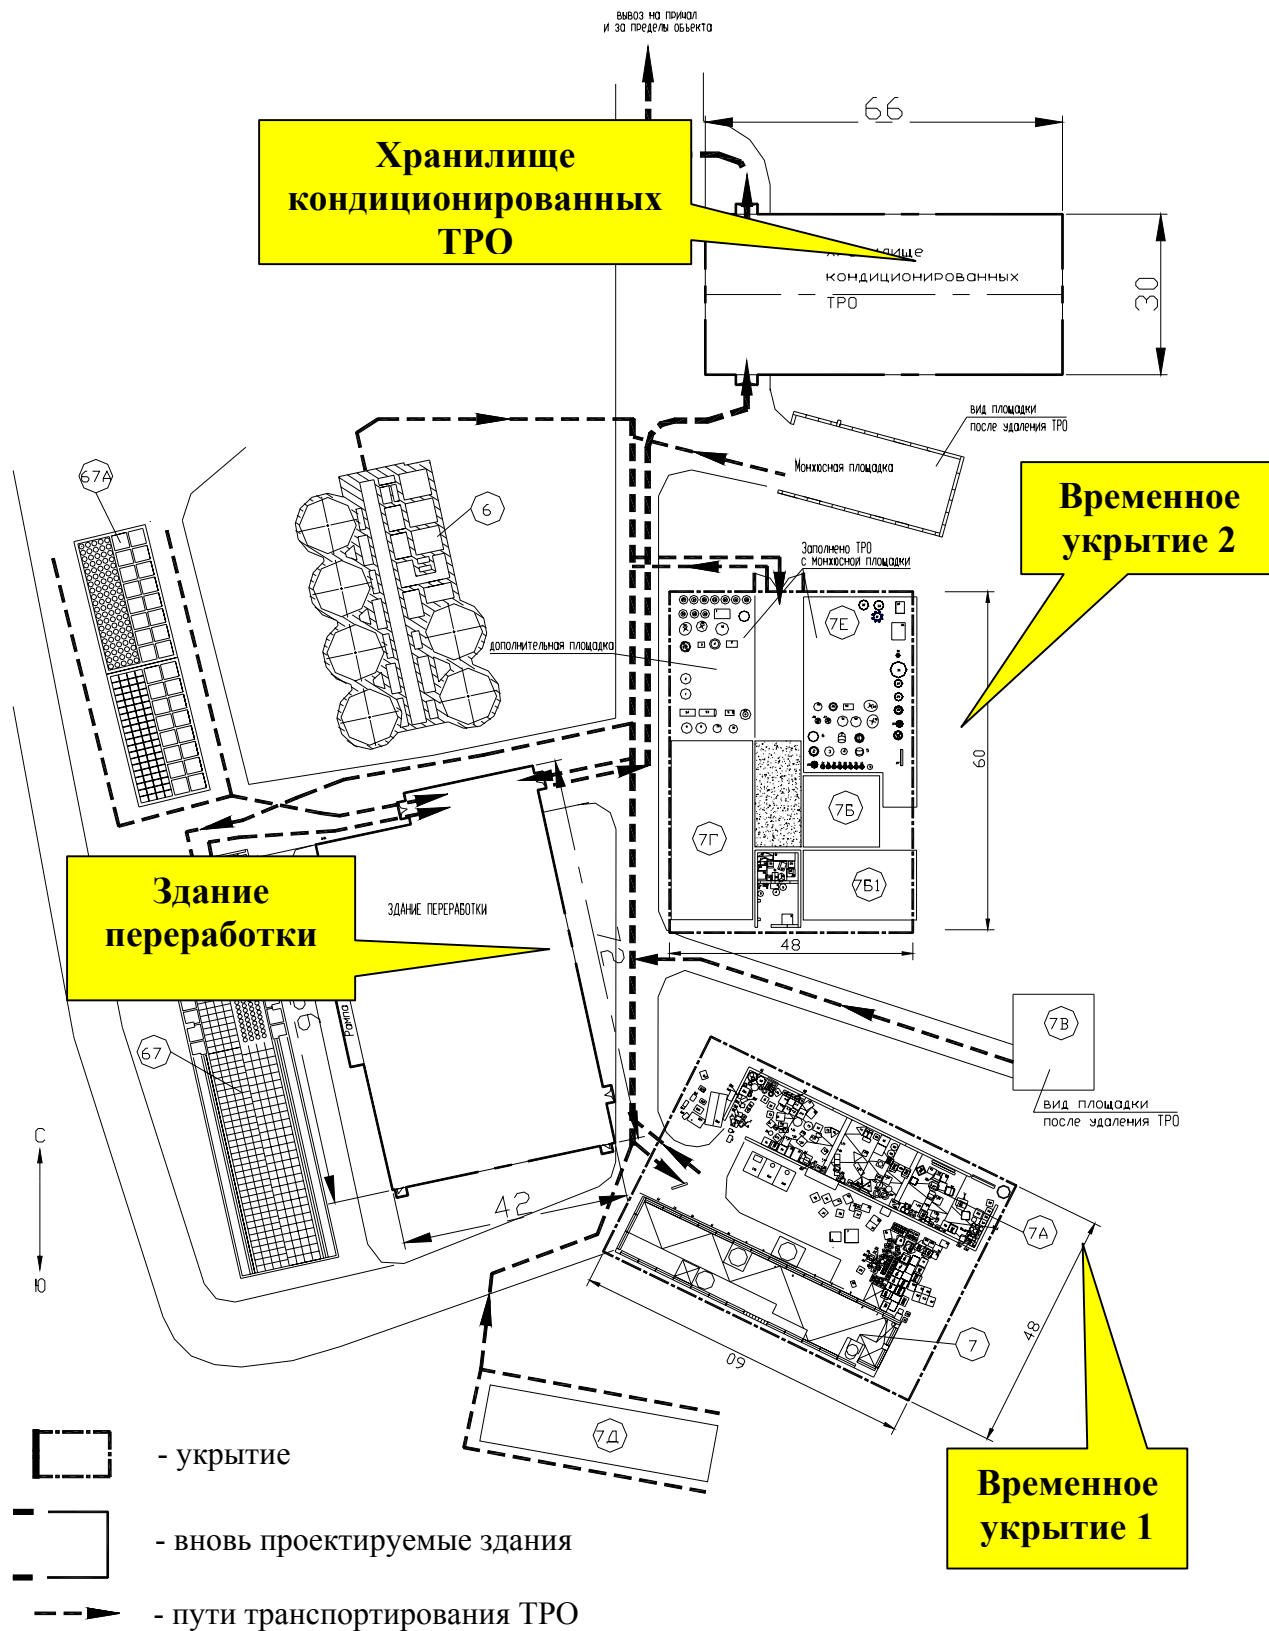 вывоз на причал
и за пределы объекта
66
Хранилище
кондиционированных
ТРО
кондиционированных
ТРО
30
вид площадки
после удаления ТРО
Монжюсная площадка
67А
6
Временное
укрытие 2
Заполнено ТРО
с монжюсной площадки
7Е
дополнительная площадка
60
7Б
7Г
7Б1
48
Здание
переработки
ЗДАНИЕ ПЕРЕРАБОТКИ
Рампа
67
7В
вид площадки
после удаления ТРО
С
Ю
42
7А
48
7
60
7Д
Временное
укрытие 1
- укрытие
- вновь проектируемые здания
- пути транспортирования ТРО